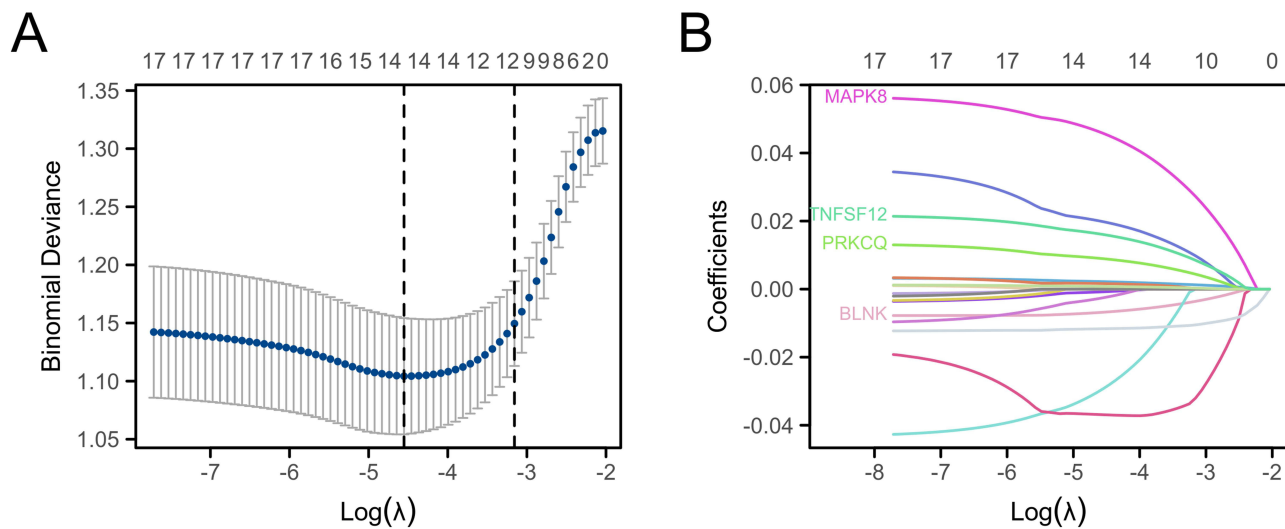 A
17 17 17 17 17 17 16 15 14 14 14 12 12 9 9 8 6 2 0
1.35
1.30
1.25
1.20
1.15
1.10
1.05
Binomial Deviance
-7 -6 -5 -4 -3 -2
Log(λ)
B
17 17 17 14 14 10 0
0.06
0.04
0.02
0.00
-0.02
-0.04
Coefficients
MAPK8
TNFSF12
PRKCQ
BLNK
-8 -7 -6 -5 -4 -3 -2
Log(λ)